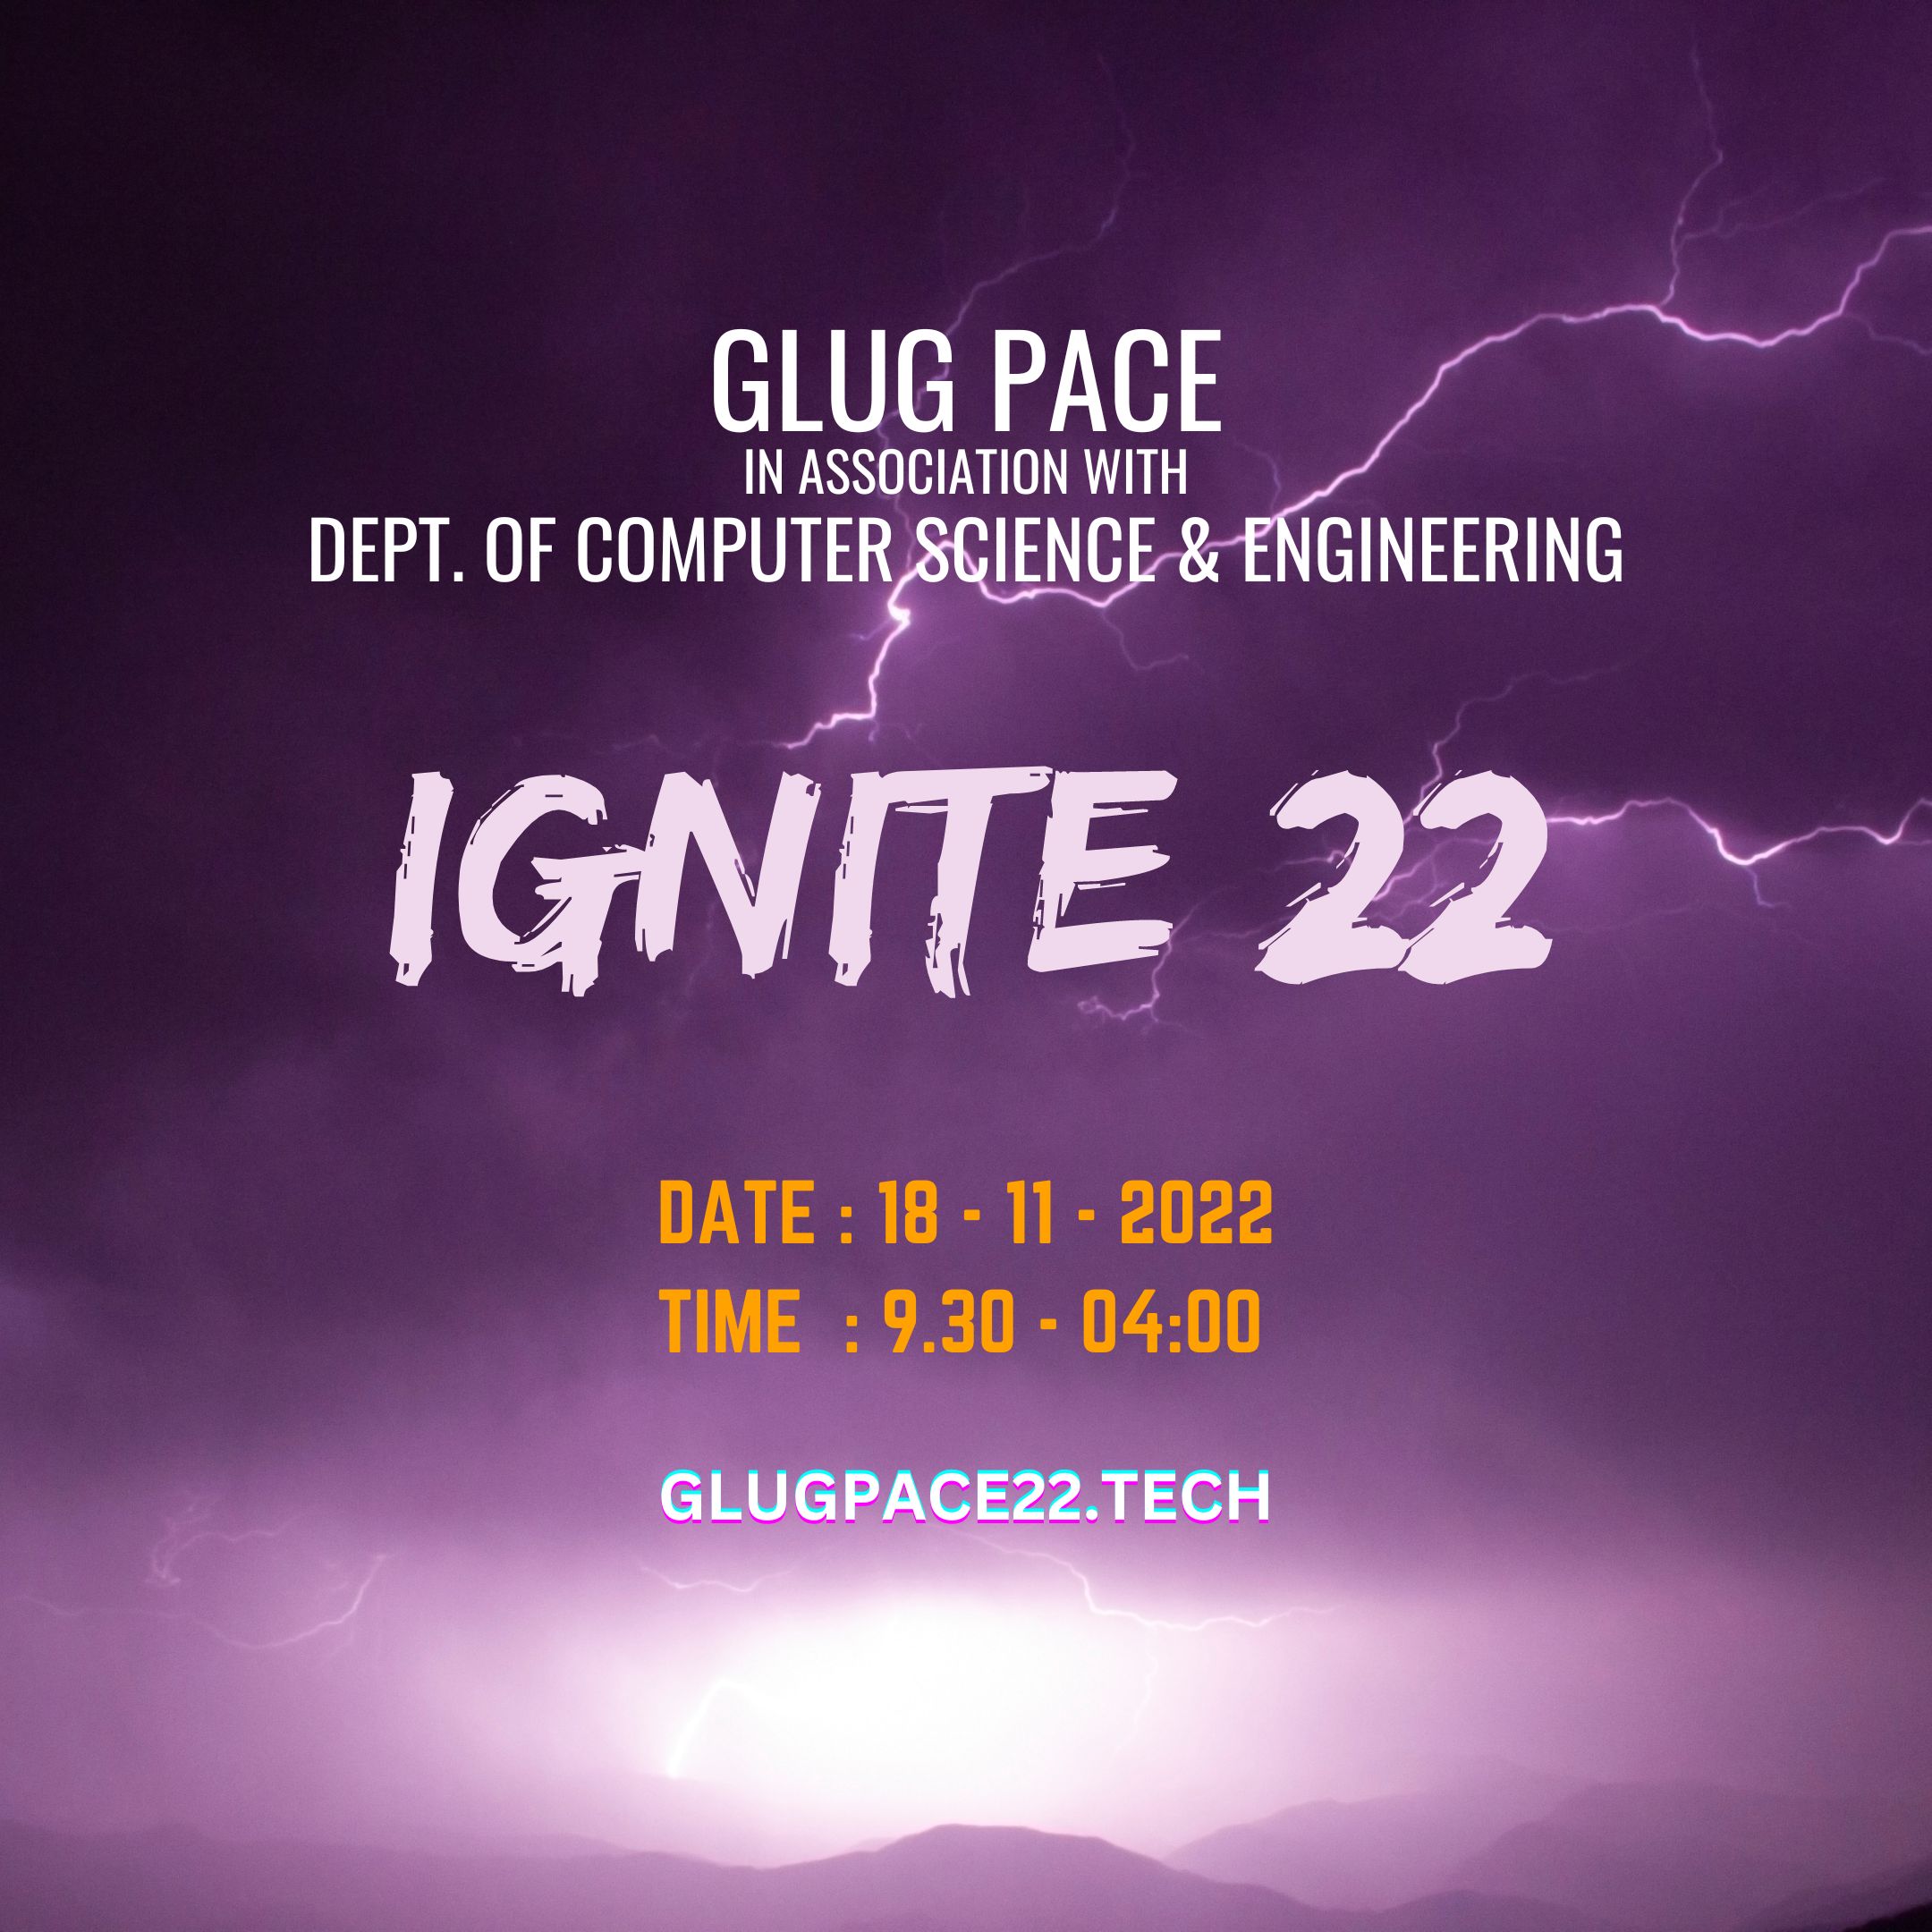 GLUG PACE
IN ASSOCIATION WITH
DEPT. OF COMPUTER SCIENCE & ENGINEERING
IGNITE 22
DATE : 18 - 11 - 2022
TIME : 9.30 - 04:00
GLUGPACE22.TECH